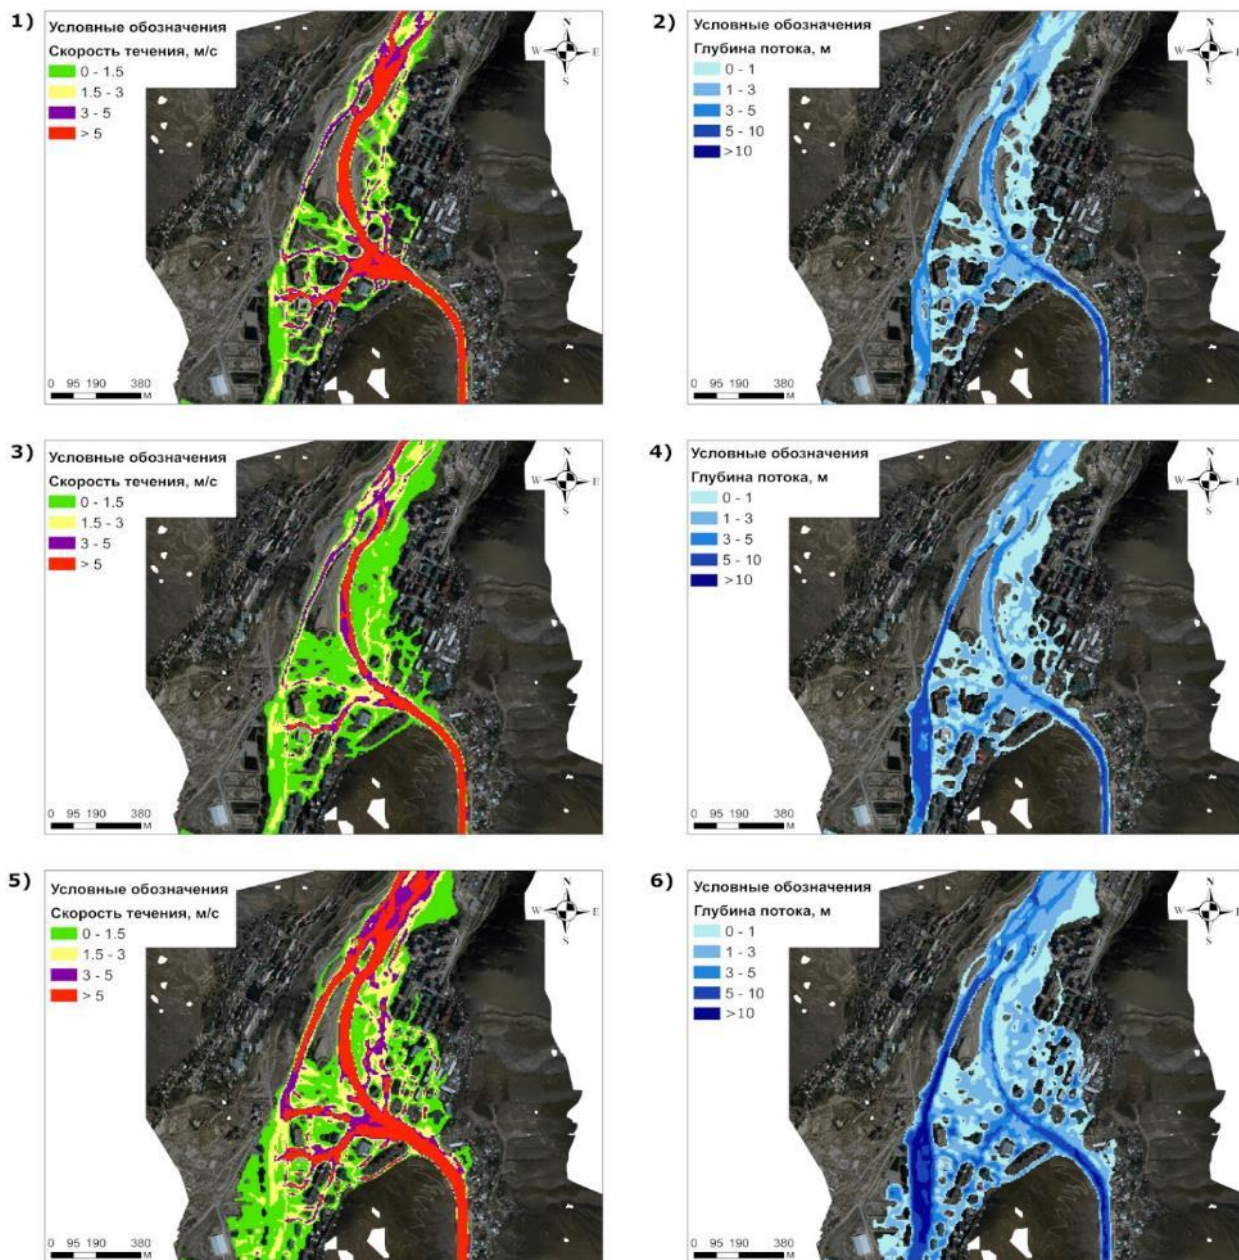 1)
Условные обозначения
Скорость течения, м/с
0 - 1.5
1.5 - 3
3 - 5
> 5
N
W E
S
0 95 190 380
М
2)
Условные обозначения
Глубина потока, м
0 - 1
1 - 3
3 - 5
5 - 10
>10
N
W E
S
0 95 190 380
М
3)
Условные обозначения
Скорость течения, м/с
0 - 1.5
1.5 - 3
3 - 5
> 5
N
W E
S
0 95 190 380
М
4)
Условные обозначения
Глубина потока, м
0 - 1
1 - 3
3 - 5
5 - 10
>10
N
W E
S
0 95 190 380
М
5)
Условные обозначения
Скорость течения, м/с
0 - 1.5
1.5 - 3
3 - 5
> 5
N
W E
S
0 95 190 380
М
6)
Условные обозначения
Глубина потока, м
0 - 1
1 - 3
3 - 5
5 - 10
>10
N
W E
S
0 95 190 380
М